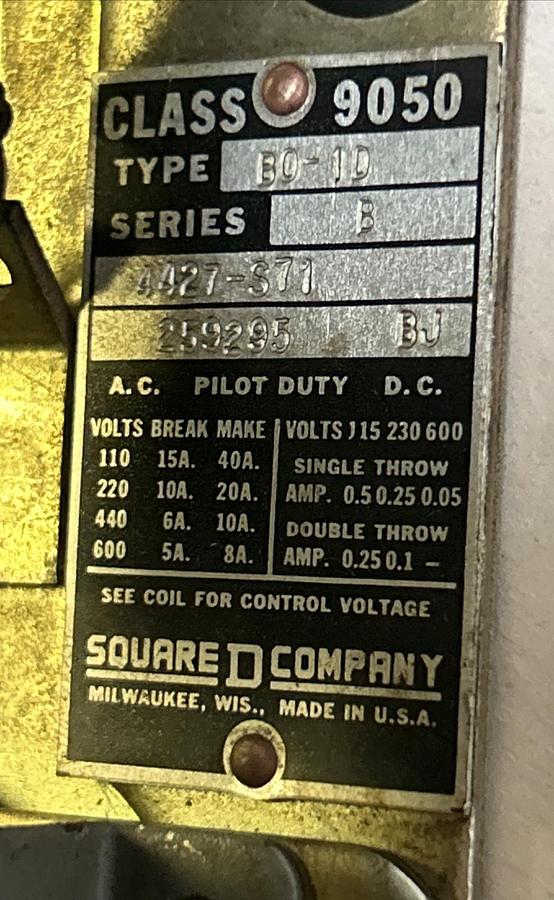 CLASS 9050
TYPE BO-1D
SERIES B
4427-S71
259295 BJ
A.C. PILOT DUTY D.C.
VOLTS BREAK MAKE VOLTS 115 230 600
110 15A. 40A. SINGLE THROW
220 10A. 20A. AMP. 0.5 0.25 0.05
440 6A. 10A. DOUBLE THROW
600 5A. 8A. AMP. 0.25 0.1 –
SEE COIL FOR CONTROL VOLTAGE
SQUARE D COMPANY
MILWAUKEE, WIS., MADE IN U.S.A.